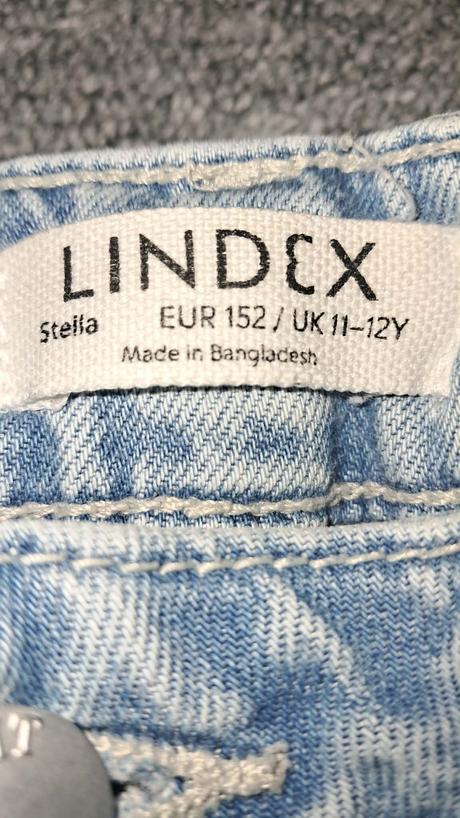 LINDEX
Stella EUR 152 / UK 11–12Y
Made in Bangladesh